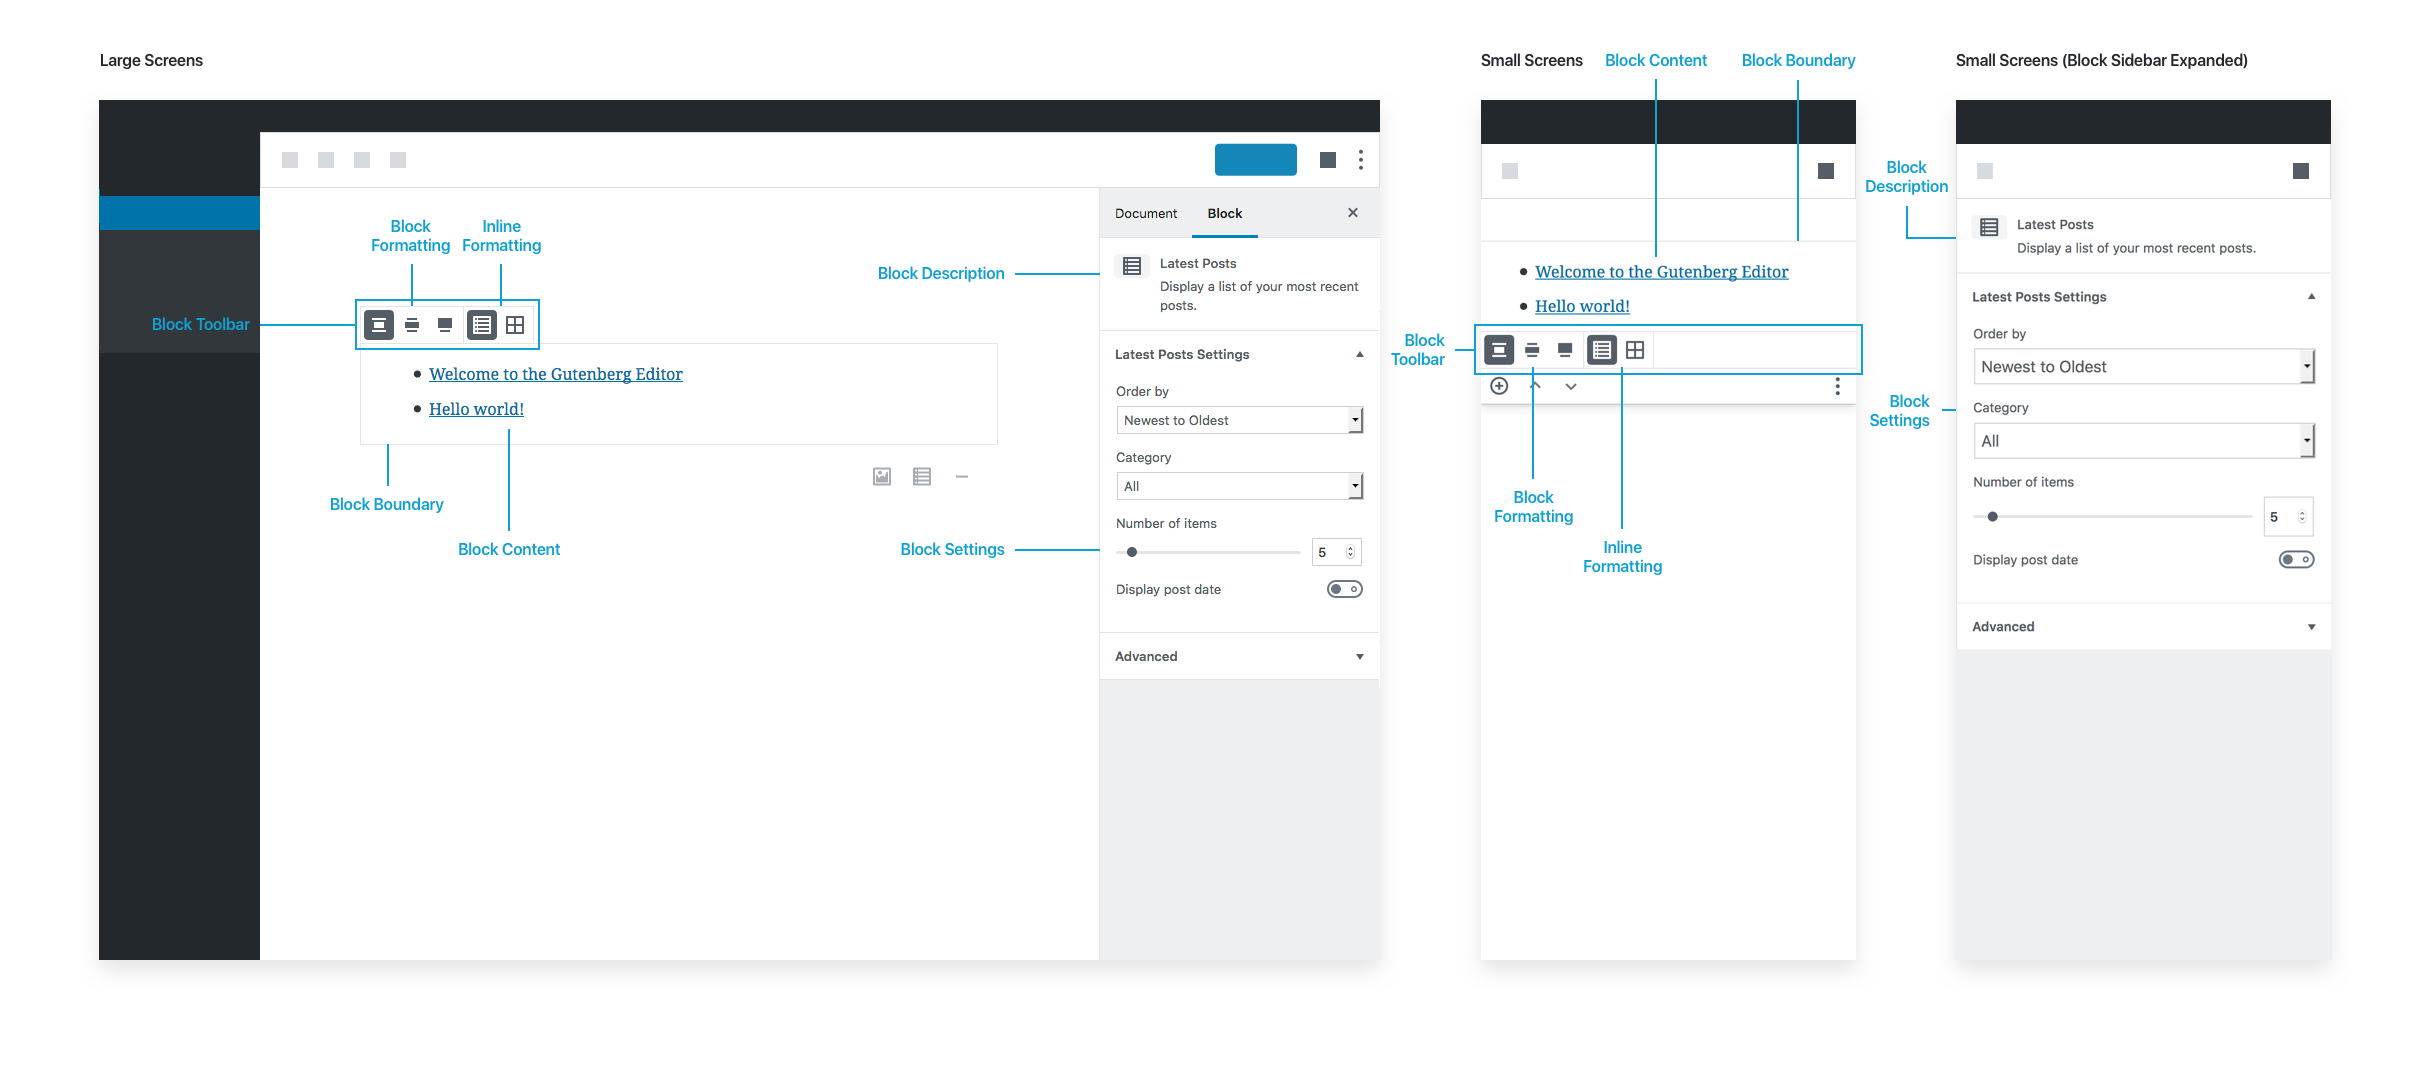 Large Screens
Block
Formatting
Inline
Formatting
Block Toolbar
Welcome to the Gutenberg Editor
Hello world!
Block Boundary
Block Content
Block Description
Block Settings
Document
Block
Latest Posts
Display a list of your most recent
posts.
Latest Posts Settings
Order by
Newest to Oldest
Category
All
Number of items
5
Display post date
Advanced
Small Screens
Block Content
Block Boundary
Welcome to the Gutenberg Editor
Hello world!
Block
Toolbar
Block
Formatting
Inline
Formatting
Small Screens (Block Sidebar Expanded)
Block
Description
Latest Posts
Display a list of your most recent posts.
Latest Posts Settings
Order by
Newest to Oldest
Block
Settings
Category
All
Number of items
5
Display post date
Advanced